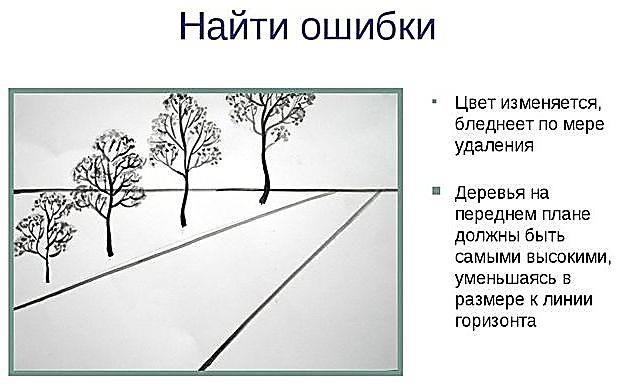 Найти ошибки
Цвет изменяется,
бледнеет по мере
удаления
Деревья на
переднем плане
должны быть
самыми высокими,
уменьшаясь в
размере к линии
горизонта